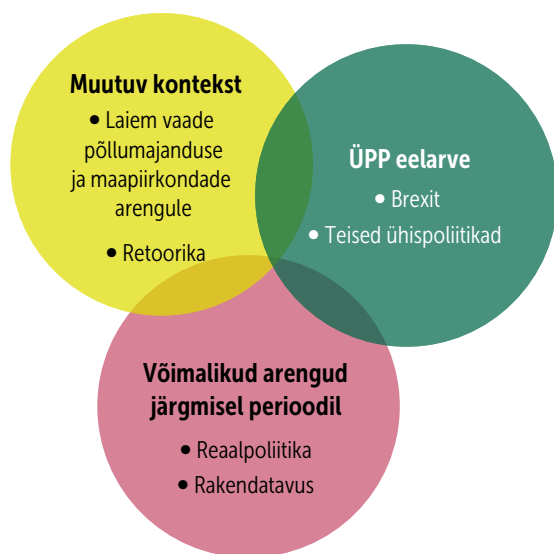 Muutuv kontekst
• Laiem vaade
põllumajanduse
ja maapiirkondade
arengule
• Retoorika
ÜPP eelarve
• Brexit
• Teised ühispoliitikad
Võimalikud arengud
järgmisel perioodil
• Reaalpoliitika
• Rakendatavus